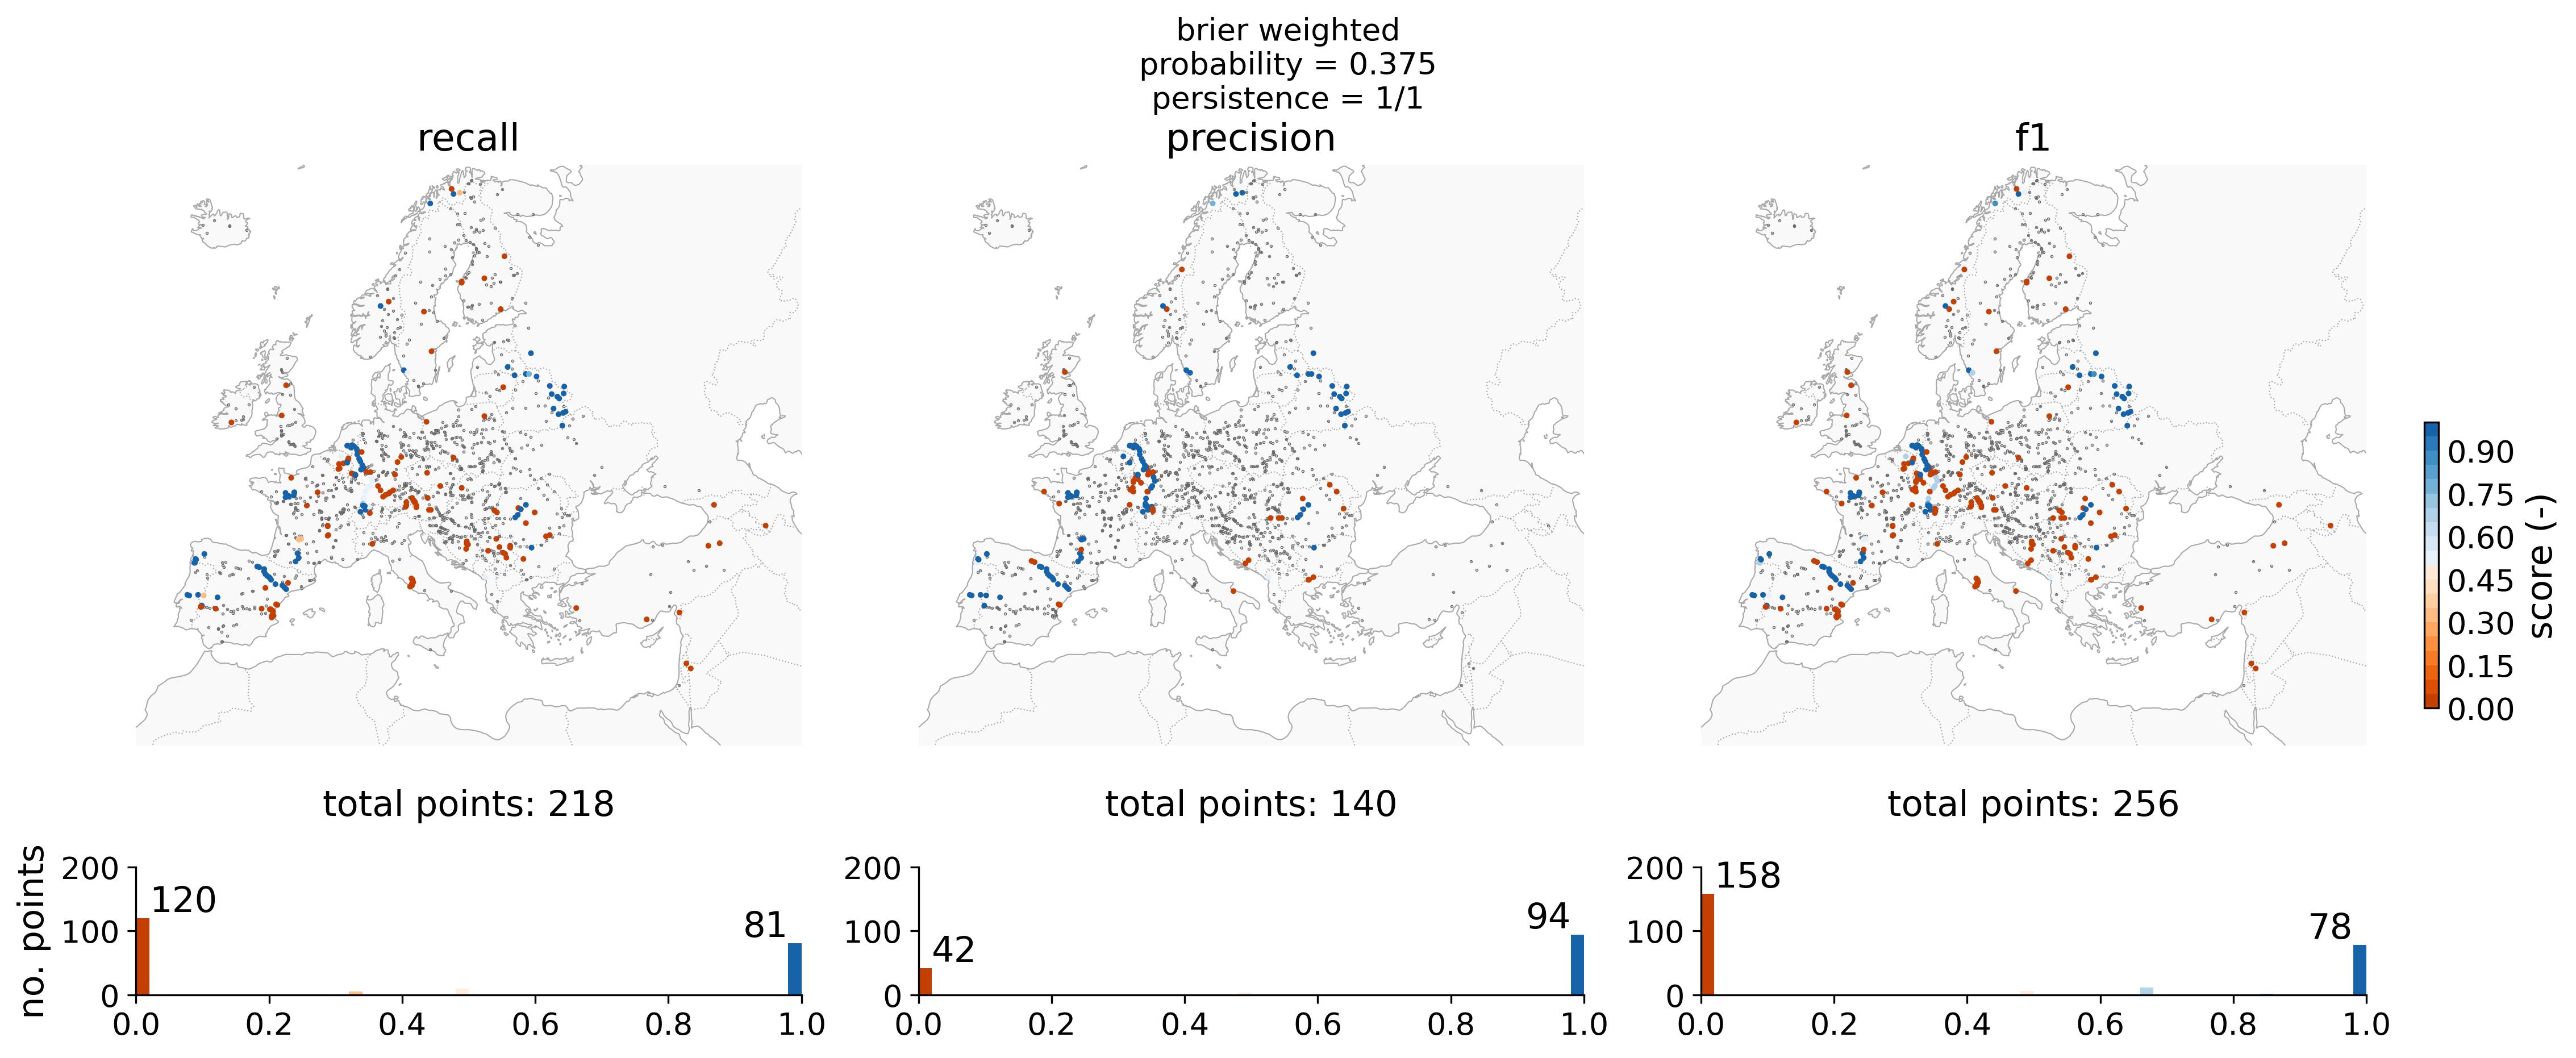 brier weighted
probability = 0.375
persistence = 1/1
recall
precision
f1
0.90
0.75
0.60
0.45
0.30
0.15
0.00
score (-)
total points: 218
total points: 140
total points: 256
no. points
200
100
0
120
81
0.0 0.2 0.4 0.6 0.8 1.0
200
100
0
42
94
0.0 0.2 0.4 0.6 0.8 1.0
200
100
0
158
78
0.0 0.2 0.4 0.6 0.8 1.0